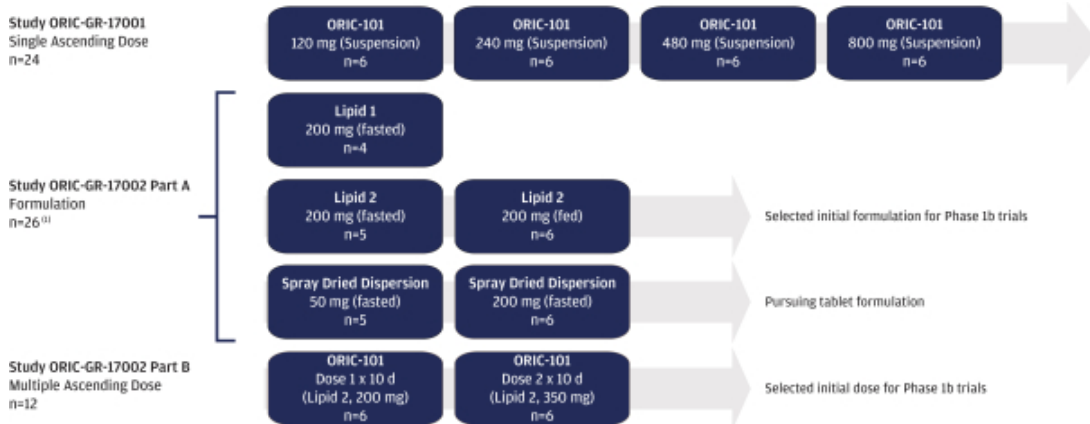 Study ORIC-GR-17001
Single Ascending Dose
n=24
ORIC-101
120 mg (Suspension)
n=6
ORIC-101
240 mg (Suspension)
n=6
ORIC-101
480 mg (Suspension)
n=6
ORIC-101
800 mg (Suspension)
n=6
Study ORIC-GR-17002 Part A
Formulation
n=26 (1)
Lipid 1
200 mg (fasted)
n=4
Lipid 2
200 mg (fasted)
n=5
Lipid 2
200 mg (fed)
n=6
Selected initial formulation for Phase 1b trials
Spray Dried Dispersion
50 mg (fasted)
n=5
Spray Dried Dispersion
200 mg (fasted)
n=6
Pursuing tablet formulation
Study ORIC-GR-17002 Part B
Multiple Ascending Dose
n=12
ORIC-101
Dose 1 x 10 d
(Lipid 2, 200 mg)
n=6
ORIC-101
Dose 2 x 10 d
(Lipid 2, 350 mg)
n=6
Selected initial dose for Phase 1b trials